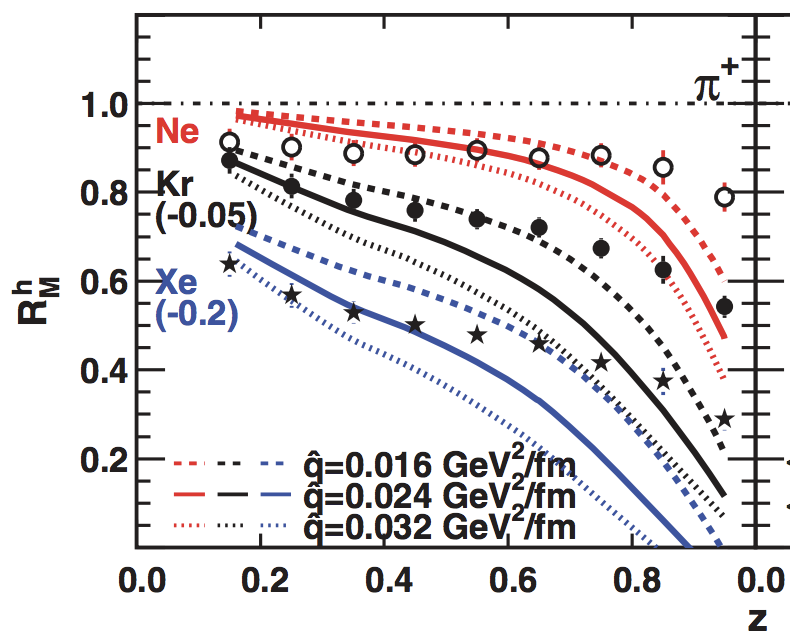 π+
1.0
Ne
Kr
(-0.05)
0.8
0.6
Xe
(-0.2)
R^h_M
0.4
0.2
q̂=0.016 GeV²/fm
q̂=0.024 GeV²/fm
q̂=0.032 GeV²/fm
0.0 0.2 0.4 0.6 0.8 0.0
z